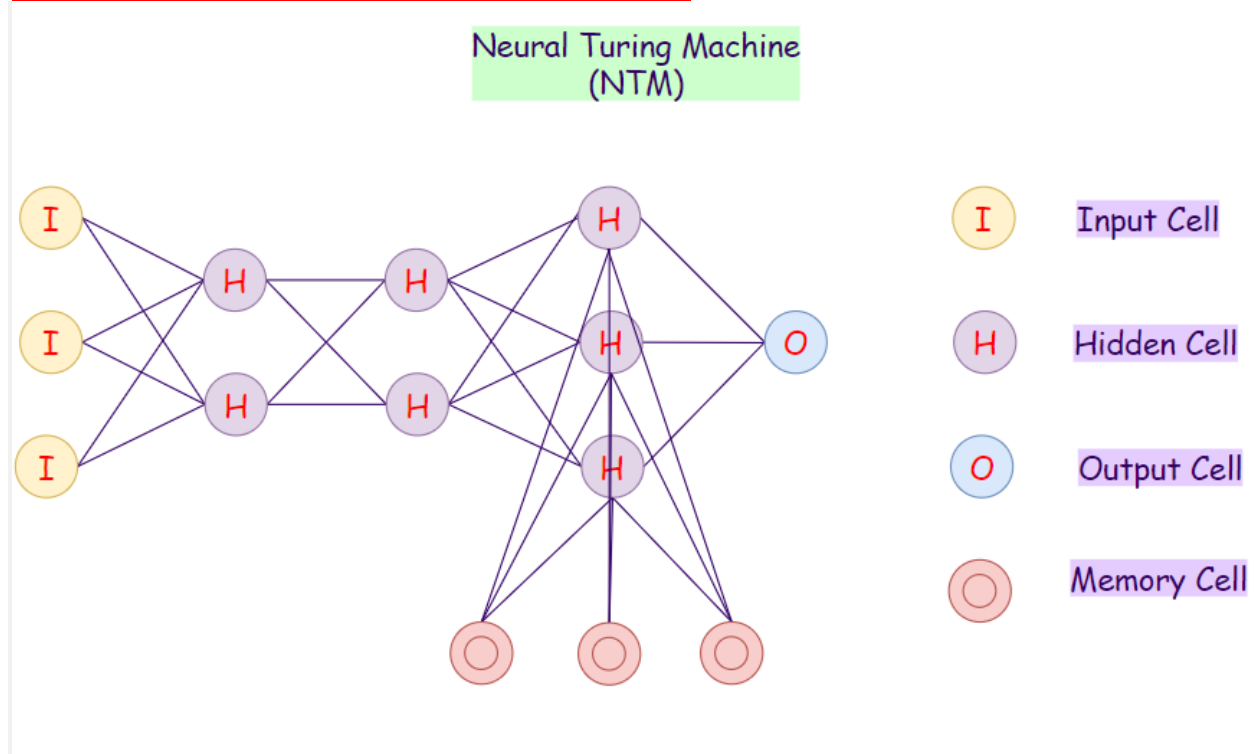 Neural Turing Machine
(NTM)
I
H
I
Input Cell
H
H
I
H
O
H
Hidden Cell
H
H
I
H
O
Output Cell
Memory Cell